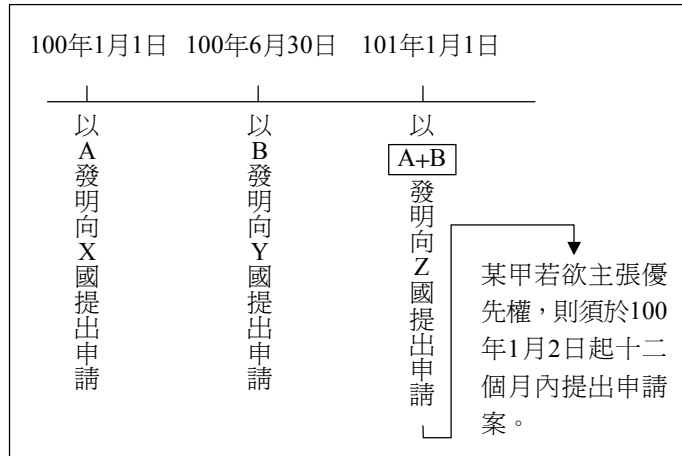 100年1月1日 100年6月30日 101年1月1日
以A發明向X國提出申請
以B發明向Y國提出申請
以A+B發明向Z國提出申請
某甲若欲主張優
先權，則須於100
年1月2日起十二
個月內提出申請
案。